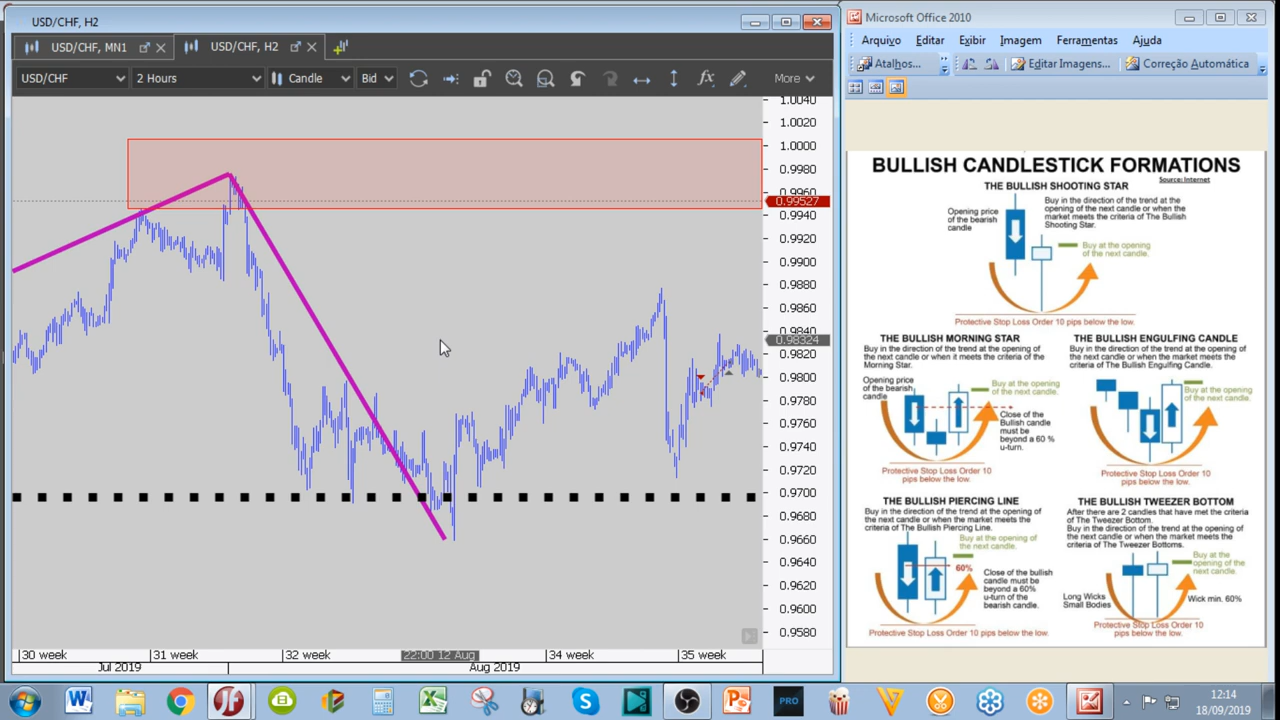 USD/CHF, H2
USD/CHF, MN1
USD/CHF, H2
USD/CHF
2 Hours
Candle
Bid
More
1.0040
1.0020
1.0000
0.9980
0.9960
0.99527
0.9940
0.9920
0.9900
0.9880
0.9860
0.9840
0.98324
0.9820
0.9800
0.9780
0.9760
0.9740
0.9720
0.9700
0.9680
0.9660
0.9640
0.9620
0.9600
0.9580
30 week
31 week
32 week
22:00 12 Aug
34 week
35 week
Jul 2019
Aug 2019
Microsoft Office 2010
Arquivo
Editar
Exibir
Imagem
Ferramentas
Ajuda
Atalhos...
Editar Imagens...
Correção Automática
BULLISH CANDLESTICK FORMATIONS
Source: Internet
THE BULLISH SHOOTING STAR
Opening price
of the bearish
candle
Buy in the direction of the trend at the
opening of the next candle or when the
market meets the criteria of The Bullish
Shooting Star.
Buy at the opening
of the next candle.
Protective Stop Loss Order 10 pips below the low.
THE BULLISH MORNING STAR
Buy in the direction of the trend at the opening of
the next candle or when it meets the criteria of the
Morning Star.
Opening price
of the bearish
candle
Buy at the opening
of the next candle.
Close of the
Bullish candle
must be
beyond a 60 %
u-turn.
Protective Stop Loss Order 10
pips below the low.
THE BULLISH ENGULFING CANDLE
Buy in the direction of the trend at the opening of the
next candle or when the market meets the
criteria of The Bullish Engulfing Candle.
Buy at the opening
of the next candle.
Protective Stop Loss Order 10
pips below the low.
THE BULLISH PIERCING LINE
Buy in the direction of the trend at the opening of
the next candle or when the market meets the
criteria of The Bullish Piercing Line.
Buy at the opening of
the next candle.
60%
Close of the bullish
candle must be
beyond a 60%
u-turn of the
bearish candle.
Protective Stop Loss Order 10 pips below the low.
THE BULLISH TWEEZER BOTTOM
After there are 2 candles that have met the criteria
of The Tweezer Bottom.
Buy in the direction of the trend at the opening of
the next candle or when the market meets the
criteria of The Tweezer Bottoms.
Buy at the
opening of
the next
candle.
Long Wicks
Small Bodies
Wick min. 60%
Protective Stop Loss Order 10
pips below the low.
PRO
12:14
18/09/2019